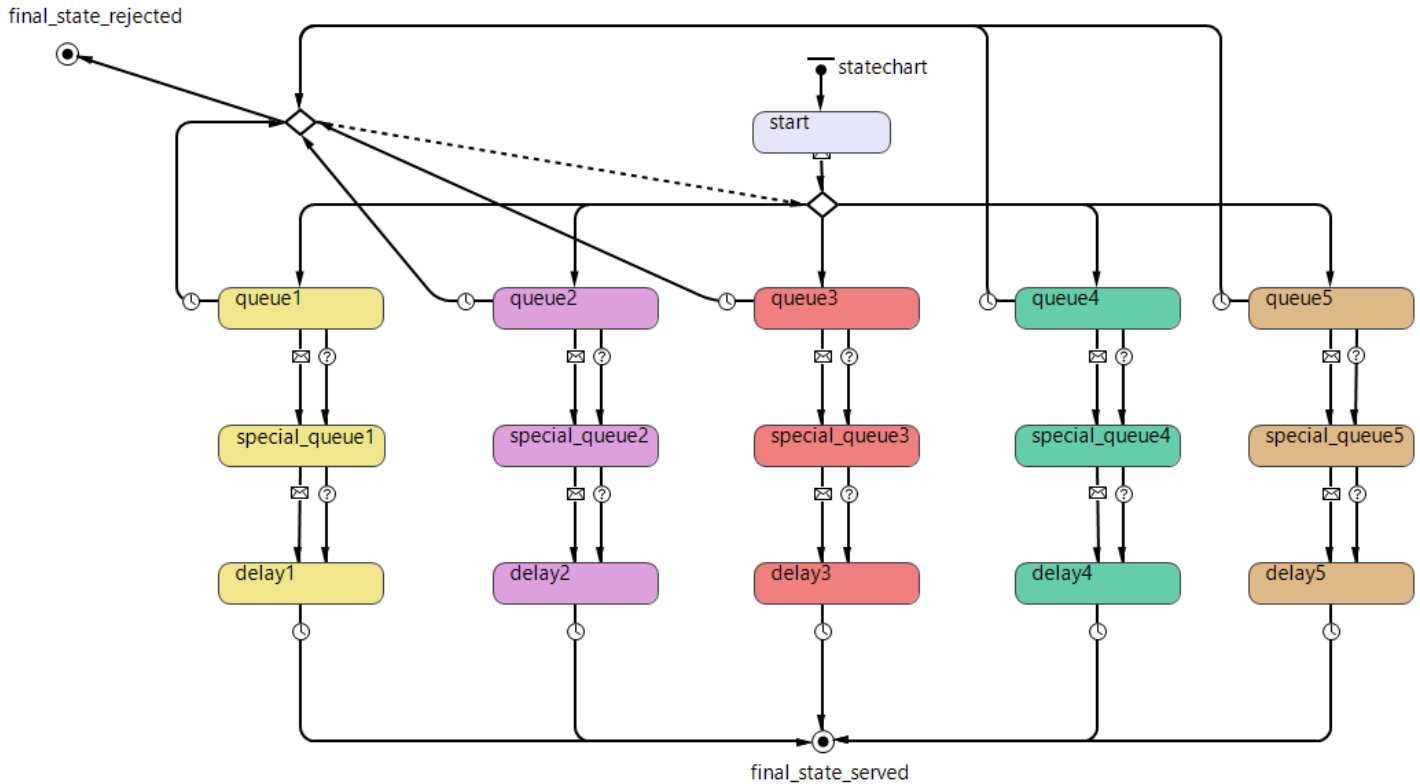 final_state_rejected
statechart
start
queue1
queue2
queue3
queue4
queue5
? ? ? ? ?
special_queue1
special_queue2
special_queue3
special_queue4
special_queue5
? ? ? ? ?
delay1
delay2
delay3
delay4
delay5
final_state_served